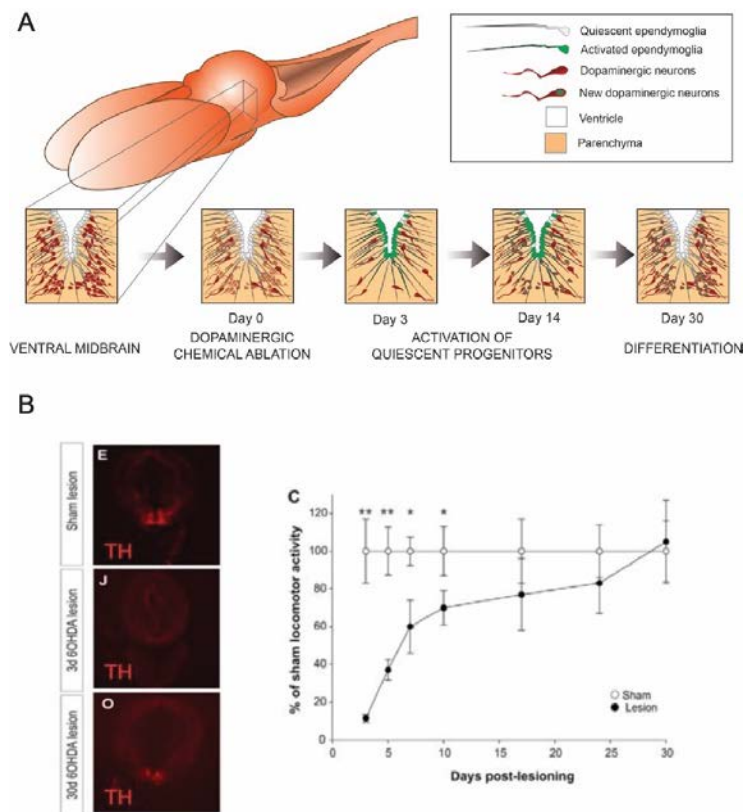 A
Quiescent ependymoglia
Activated ependymoglia
Dopaminergic neurons
New dopaminergic neurons
Ventricle
Parenchyma
Day 0
Day 3
Day 14
Day 30
VENTRAL MIDBRAIN
DOPAMINERGIC
CHEMICAL ABLATION
ACTIVATION OF
QUIESCENT PROGENITORS
DIFFERENTIATION
B
Sham lesion
E
TH
3d 6OHDA lesion
J
TH
30d 6OHDA lesion
O
TH
C
% of sham locomotor activity
120
100
80
60
40
20
0
** ** * *
Sham
Lesion
0 5 10 15 20 25 30
Days post-lesioning